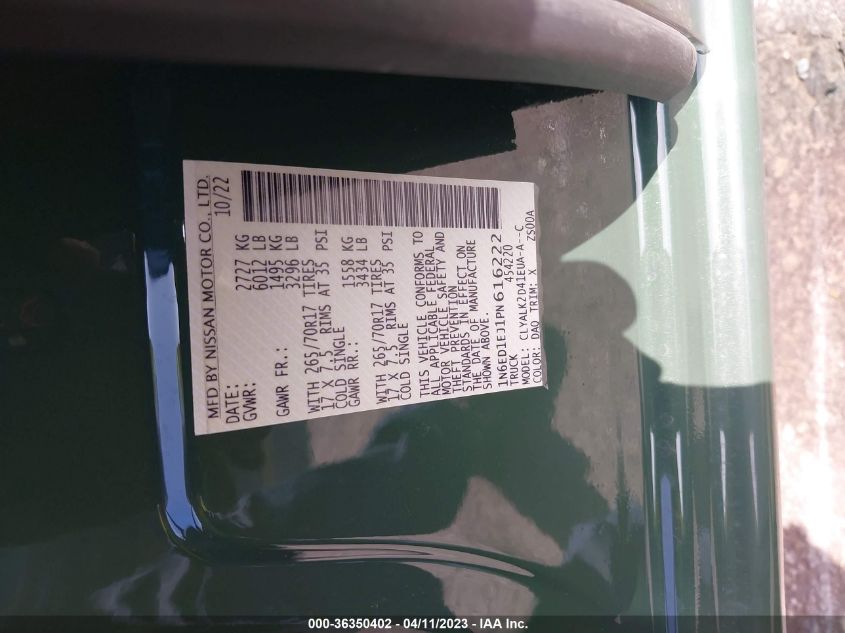 MFD BY NISSAN MOTOR CO., LTD.
DATE: 10/22
GVWR: 2727 KG
6012 LB
GAWR FR.: 1495 KG
3296 LB
WITH 265/70R17 TIRES
17 X 7.5 RIMS AT 35 PSI
COLD SINGLE
GAWR RR.: 1558 KG
3434 LB
WITH 265/70R17 TIRES
17 X 7.5 RIMS AT 35 PSI
COLD SINGLE
THIS VEHICLE CONFORMS TO
ALL APPLICABLE FEDERAL
MOTOR VEHICLE SAFETY AND
THEFT PREVENTION
STANDARDS IN EFFECT ON
THE DATE OF MANUFACTURE
SHOWN ABOVE.
1N6ED1EJ1PN616222
TRUCK 454220
MODEL: CLYALK2D41EUA-A--C
COLOR: DAQ TRIM: X ZS00A
000-36350402 - 04/11/2023 - IAA Inc.